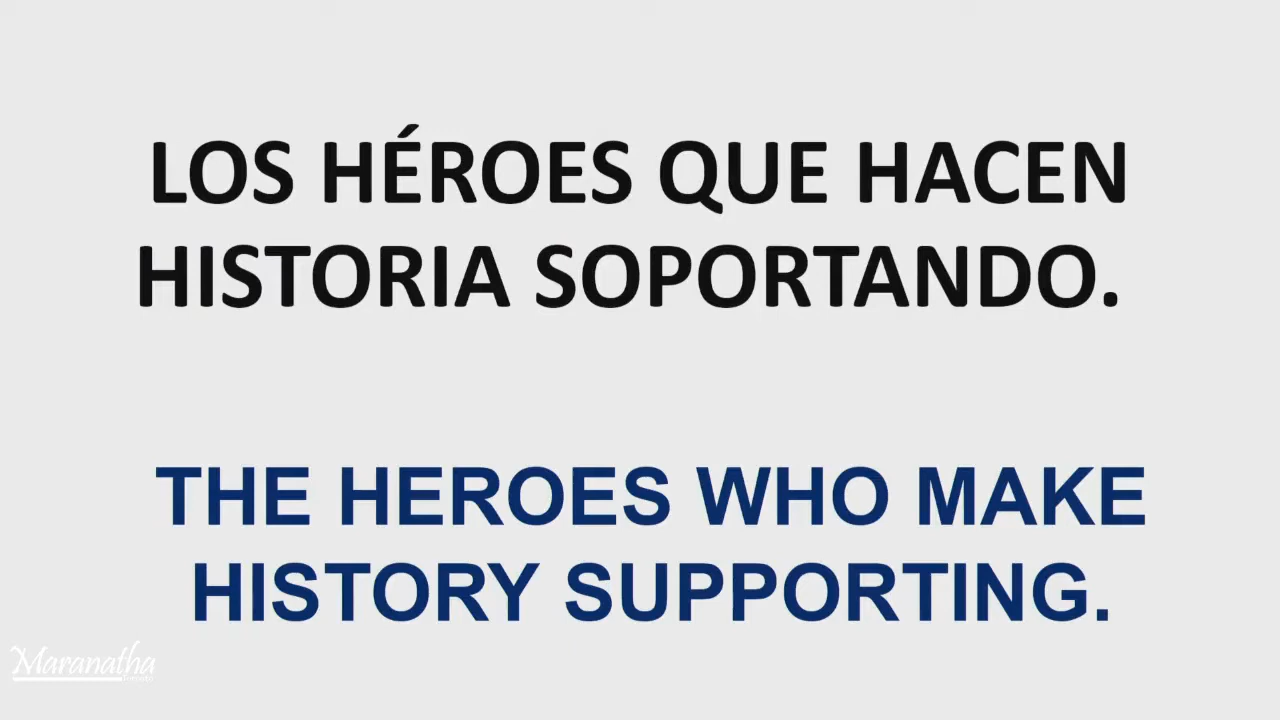 LOS HÉROES QUE HACEN
HISTORIA SOPORTANDO.
THE HEROES WHO MAKE
HISTORY SUPPORTING.
Maranatha